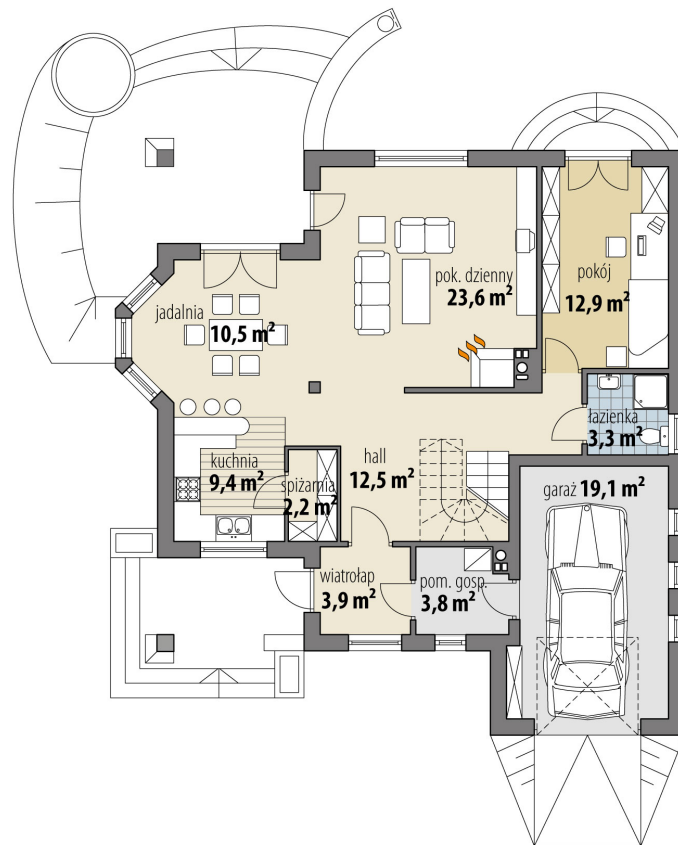 pok. dzienny
23,6 m²
pokój
12,9 m²
jadalnia
10,5 m²
łazienka
3,3 m²
kuchnia
9,4 m²
spiżarnia
2,2 m²
hall
12,5 m²
garaż 19,1 m²
wiatrołap
3,9 m²
pom. gosp.
3,8 m²